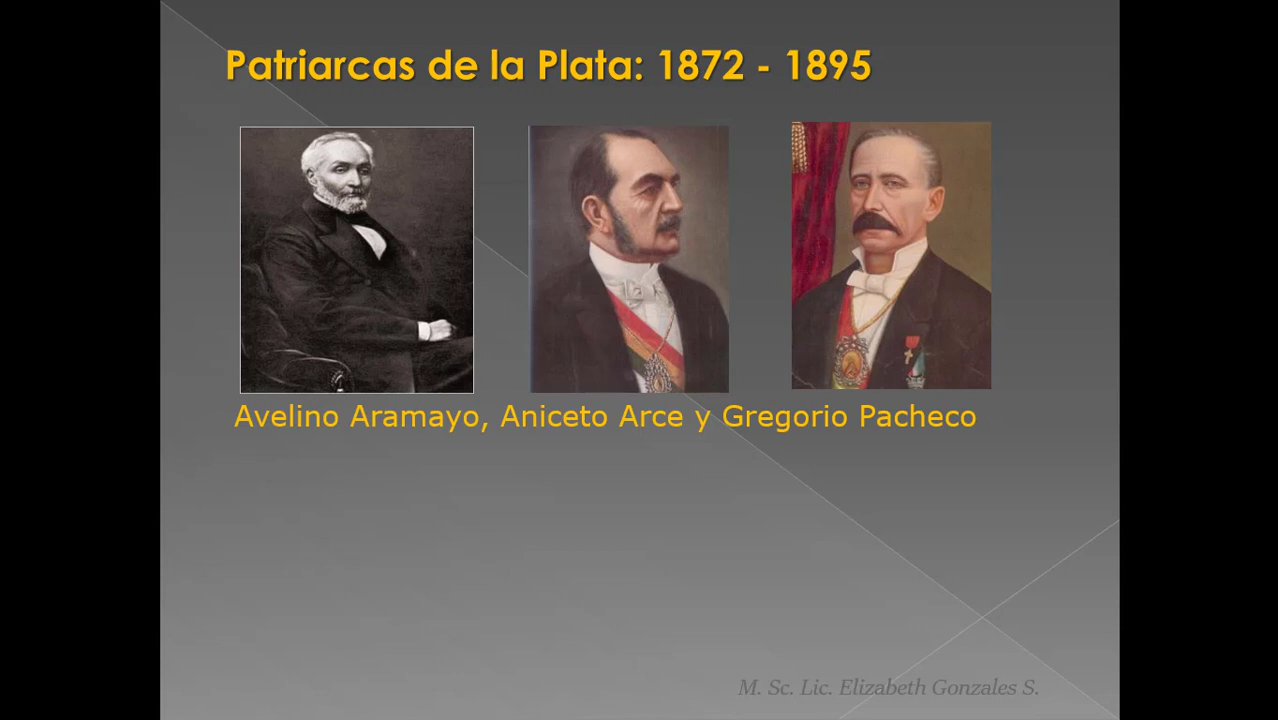 Patriarcas de la Plata: 1872 - 1895
Avelino Aramayo, Aniceto Arce y Gregorio Pacheco
M. Sc. Lic. Elizabeth Gonzales S.